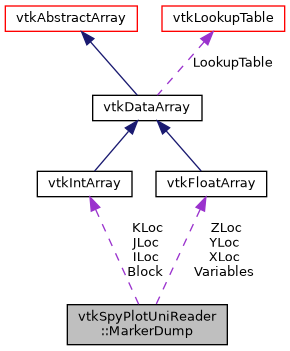 vtkAbstractArray
vtkLookupTable
LookupTable
vtkDataArray
vtkIntArray
vtkFloatArray
KLoc
JLoc
ILoc
Block
ZLoc
YLoc
XLoc
Variables
vtkSpyPlotUniReader
::MarkerDump